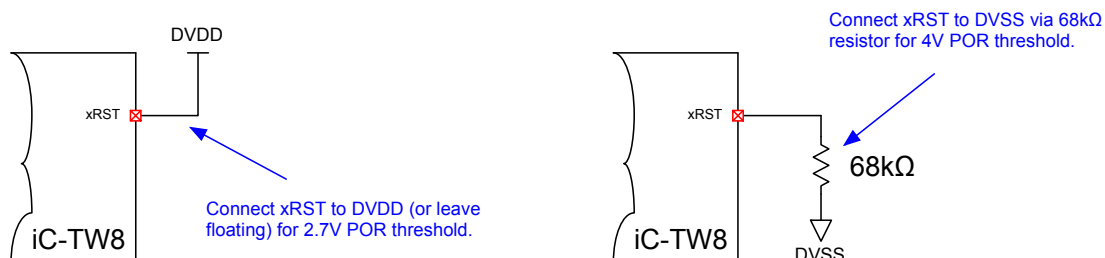 DVDD
xRST
Connect xRST to DVDD (or leave
floating) for 2.7V POR threshold.
iC-TW8
Connect xRST to DVSS via 68kΩ
resistor for 4V POR threshold.
xRST
68kΩ
iC-TW8
DVSS